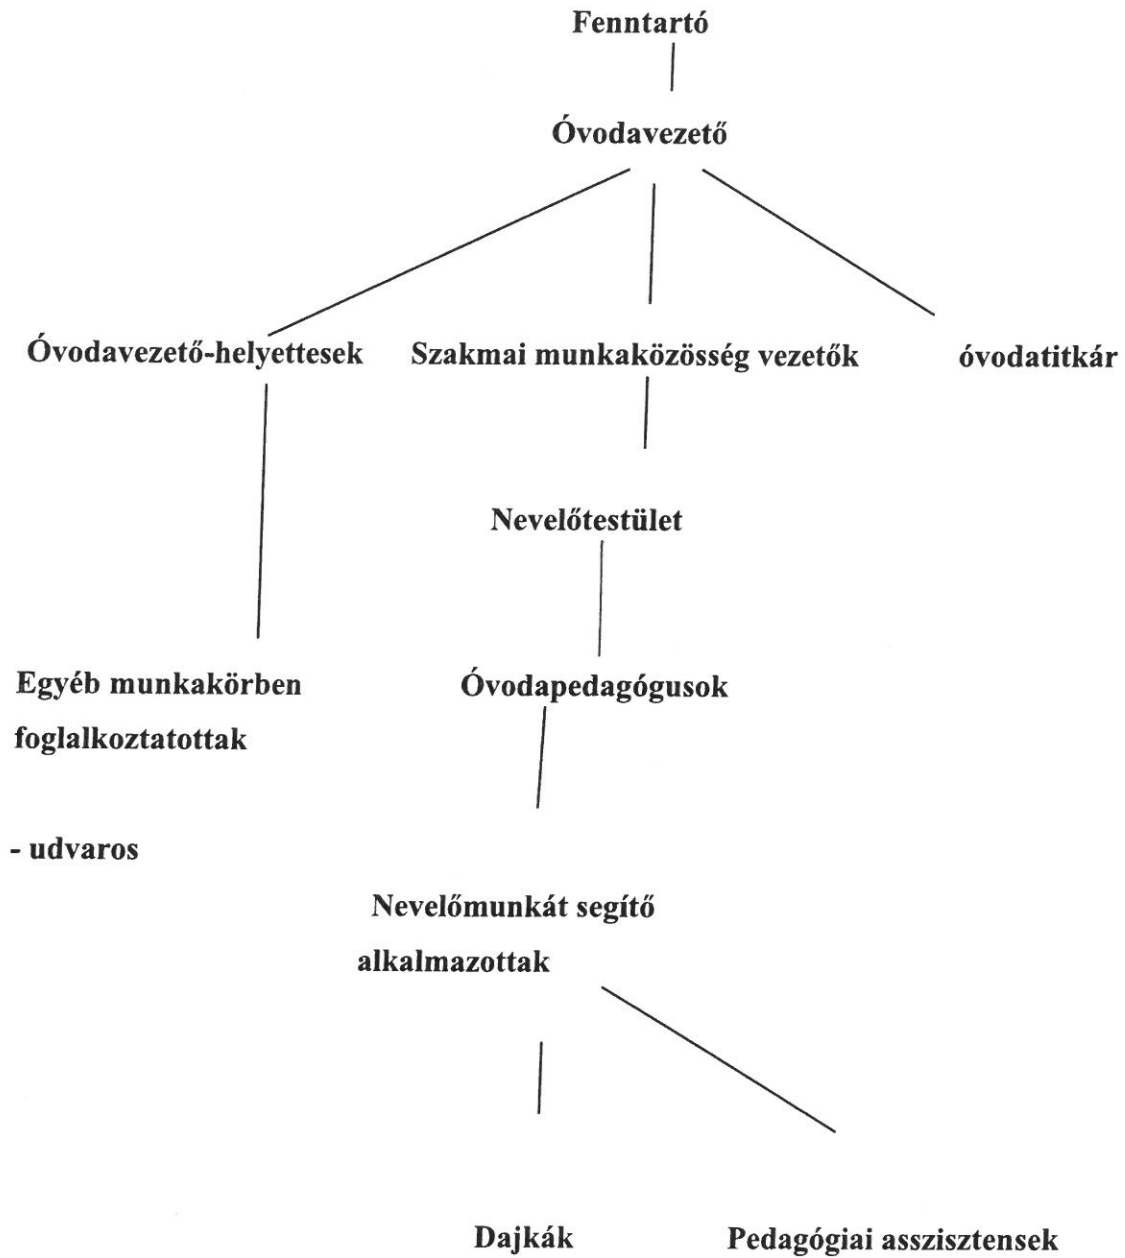 Fenntartó
Óvodavezető
Óvodavezető-helyettesek
Szakmai munkaközösség vezetők
óvodatitkár
Nevelőtestület
Egyéb munkakörben
foglalkoztatottak
Óvodapedagógusok
- udvaros
Nevelőmunkát segítő
alkalmazottak
Dajkák
Pedagógiai asszisztensek